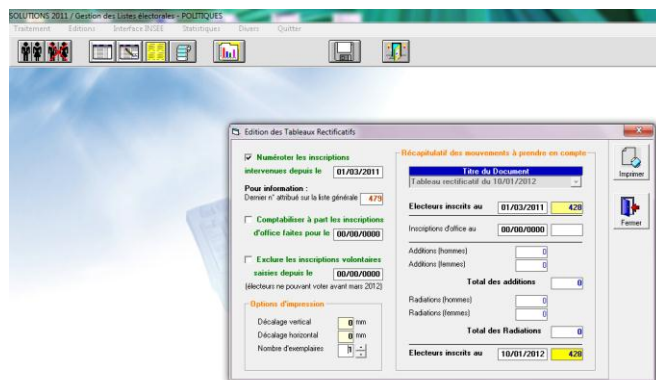 SOLUTIONS 2011 / Gestion des Listes électorales - POLITIQUES
Traitement Editions Interface INSEE Statistiques Divers Quitter
Edition des Tableaux Rectificatifs
Numéroter les inscriptions
intervenues depuis le 01/03/2011
Pour information :
Dernier n° attribué sur la liste générale 479
Comptabiliser à part les inscriptions
d'office faites pour le 00/00/0000
Exclure les inscriptions volontaires
saisies depuis le 00/00/0000
(électeurs ne pouvant voter avant mars 2012)
Options d'impression
Décalage vertical 0 mm
Décalage horizontal 0 mm
Nombre d'exemplaires 1
Récapitulatif des mouvements à prendre en compte
Titre du Document
Tableau rectificatif du 10/01/2012
Electeurs inscrits au 01/03/2011 428
Inscriptions d'office au 00/00/0000
Additions (hommes) 0
Additions (femmes) 0
Total des additions 0
Radiations (hommes) 0
Radiations (femmes) 0
Total des Radiations 0
Electeurs inscrits au 10/01/2012 428
Imprimer
Fermer